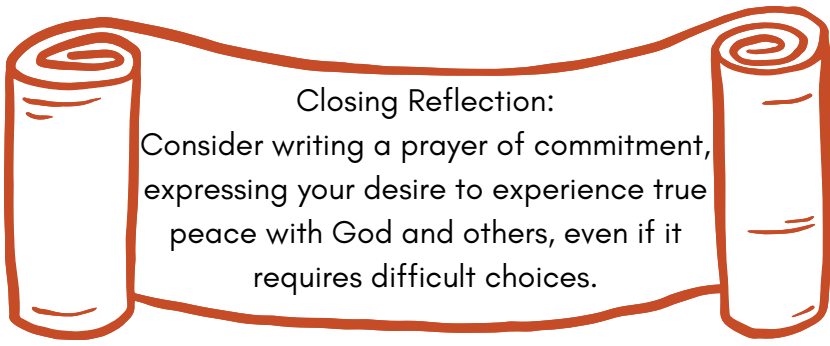 Closing Reflection:
Consider writing a prayer of commitment,
expressing your desire to experience true
peace with God and others, even if it
requires difficult choices.